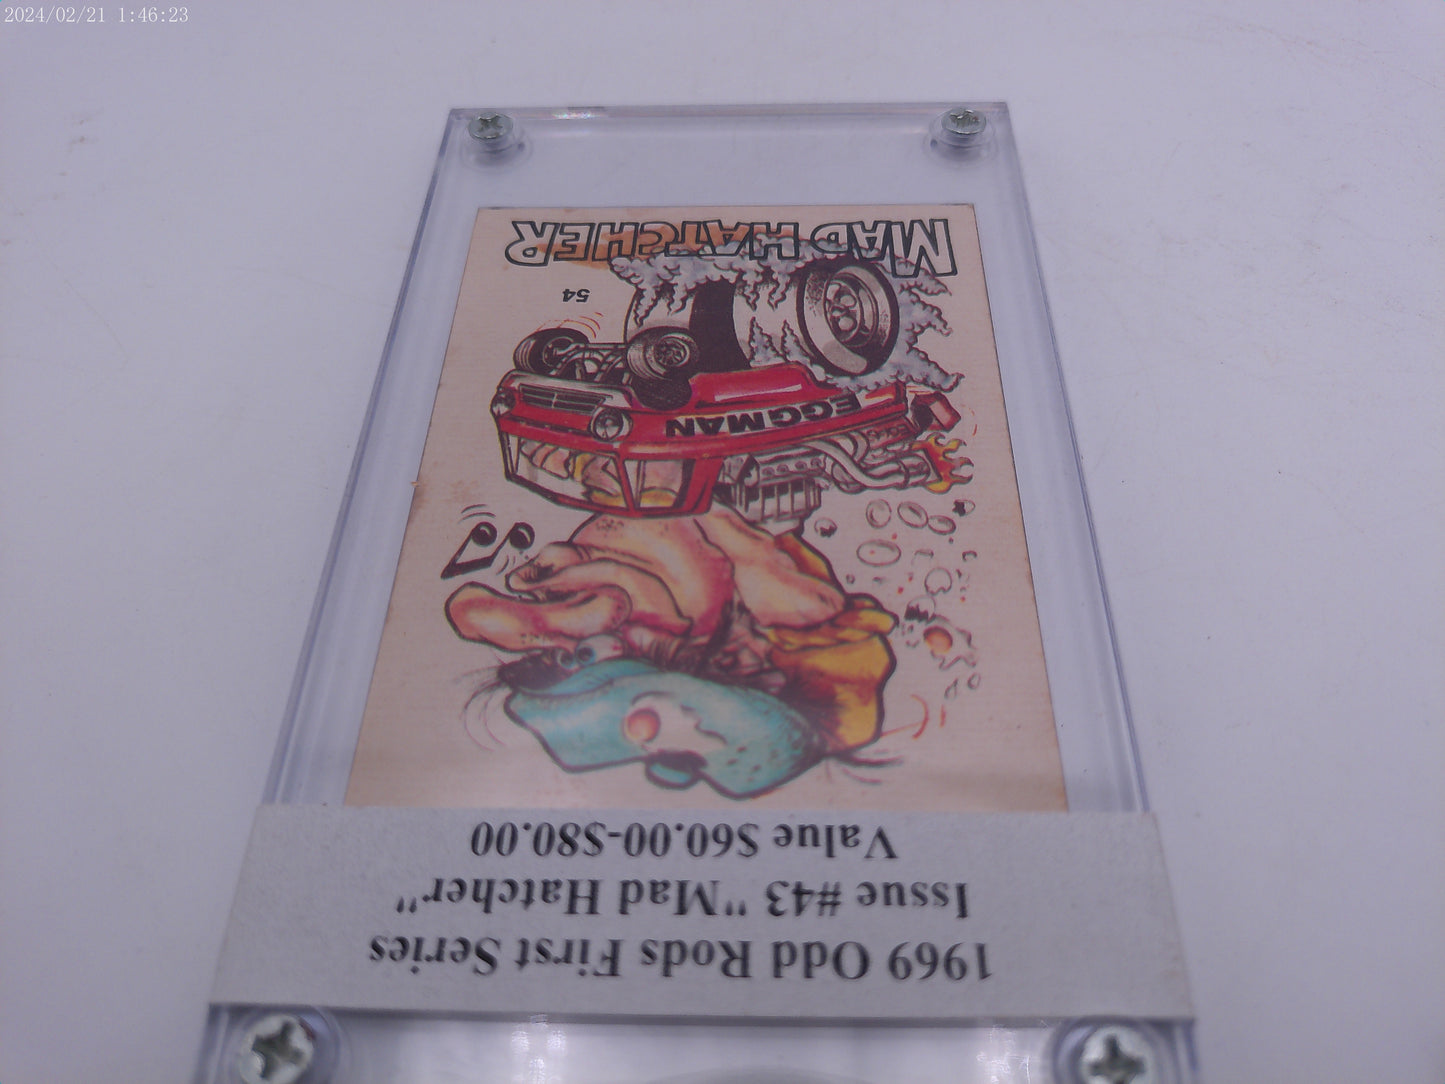 2024/02/21 1:46:23
1969 Odd Rods First Series
Issue #43 "Mad Hatcher"
Value $60.00-$80.00
EGGMAN
54
MAD HATCHER